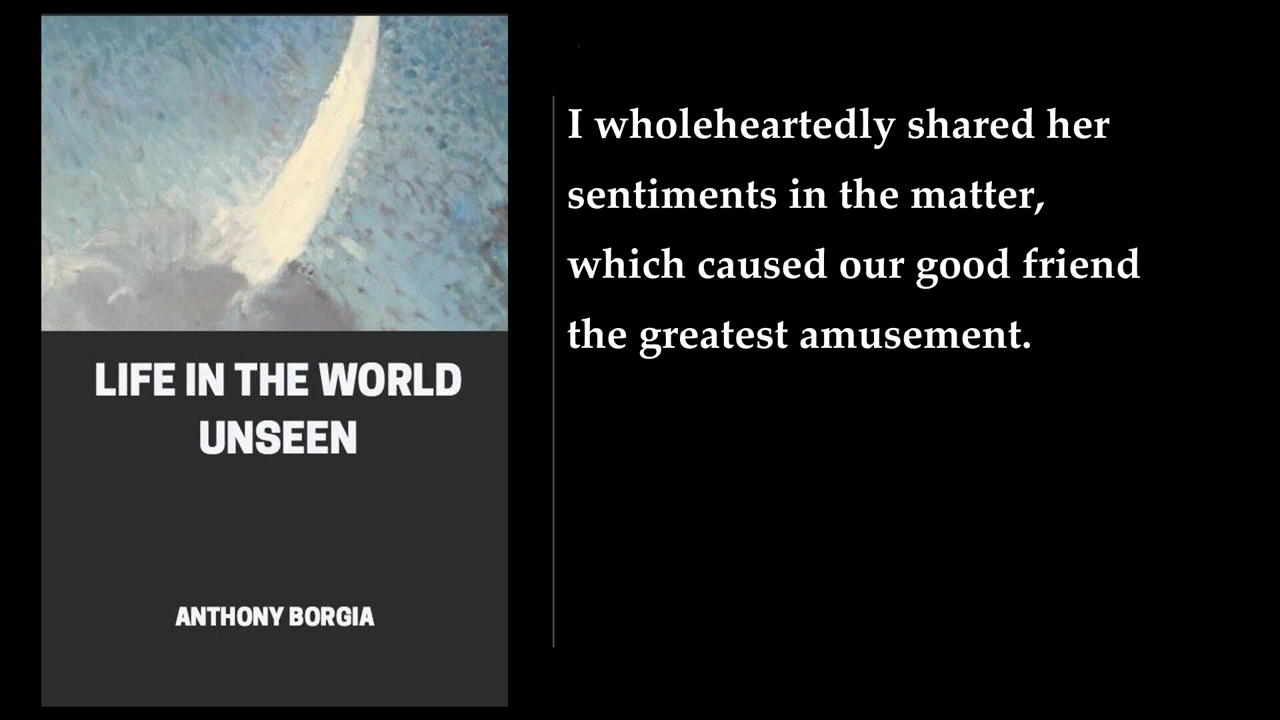 LIFE IN THE WORLD
UNSEEN
ANTHONY BORGIA
I wholeheartedly shared her
sentiments in the matter,
which caused our good friend
the greatest amusement.